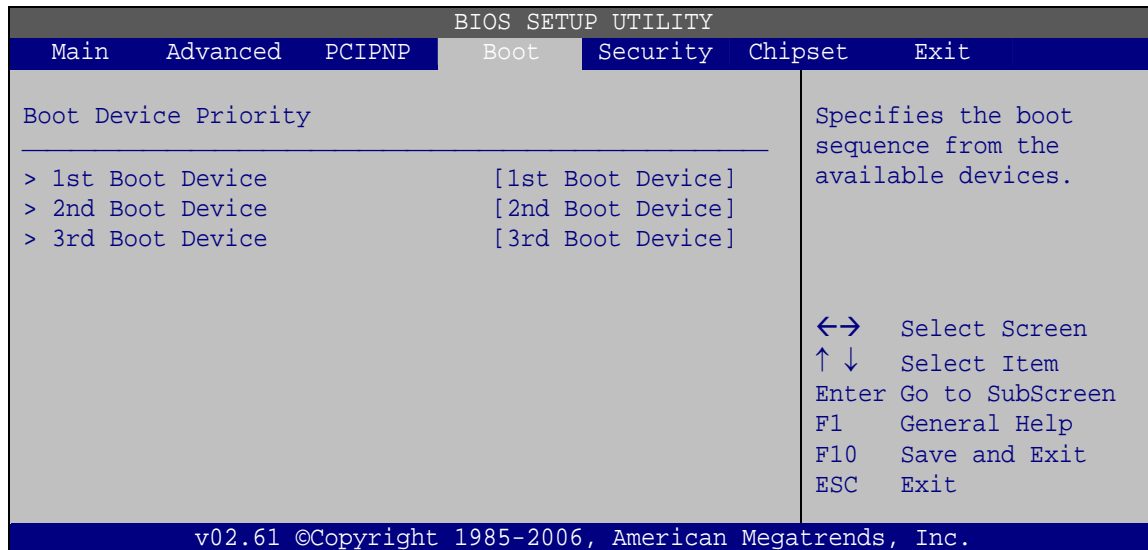 BIOS SETUP UTILITY
Main Advanced PCIPNP Boot Security Chipset Exit
Boot Device Priority
> 1st Boot Device [1st Boot Device]
> 2nd Boot Device [2nd Boot Device]
> 3rd Boot Device [3rd Boot Device]
Specifies the boot
sequence from the
available devices.
←→ Select Screen
↑ ↓ Select Item
Enter Go to SubScreen
F1 General Help
F10 Save and Exit
ESC Exit
v02.61 ©Copyright 1985-2006, American Megatrends, Inc.